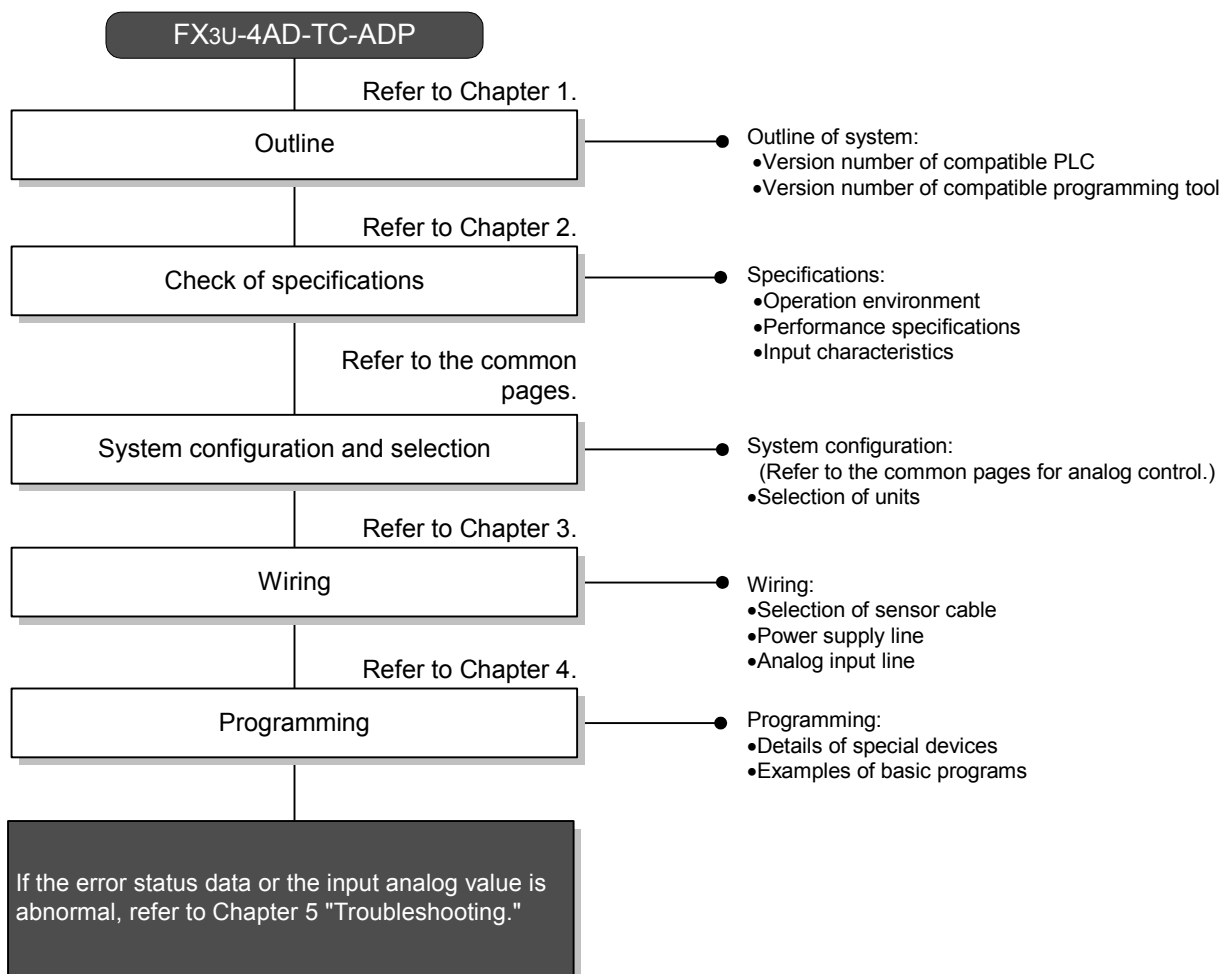 FX3U-4AD-TC-ADP
Refer to Chapter 1.
Outline
Outline of system:
•Version number of compatible PLC
•Version number of compatible programming tool
Refer to Chapter 2.
Check of specifications
Specifications:
•Operation environment
•Performance specifications
•Input characteristics
Refer to the common
pages.
System configuration and selection
System configuration:
(Refer to the common pages for analog control.)
•Selection of units
Refer to Chapter 3.
Wiring
Wiring:
•Selection of sensor cable
•Power supply line
•Analog input line
Refer to Chapter 4.
Programming
Programming:
•Details of special devices
•Examples of basic programs
If the error status data or the input analog value is
abnormal, refer to Chapter 5 "Troubleshooting."